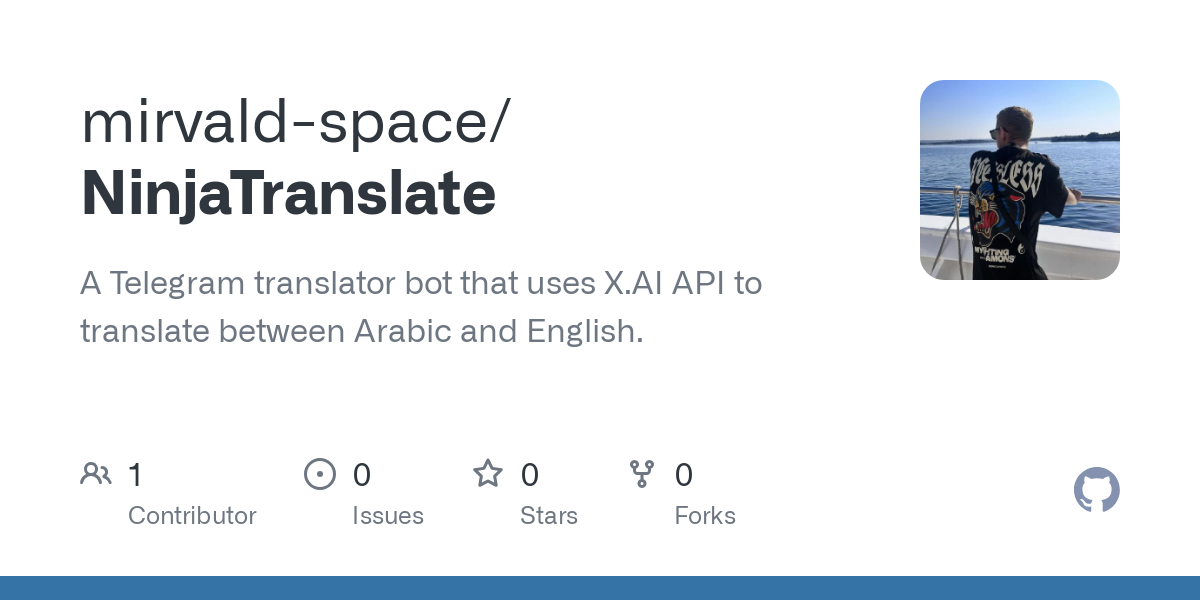 mirvald-space/
NinjaTranslate
A Telegram translator bot that uses X.AI API to
translate between Arabic and English.
1
Contributor
0
Issues
0
Stars
0
Forks